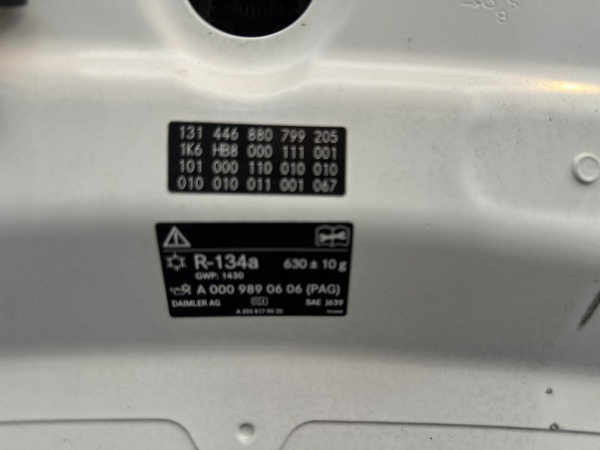 131 446 880 799 205
1K6 HB8 000 111 001
101 000 110 010 010
010 010 011 001 067
R-134a 630 ± 10 g
GWP: 1430
A 000 989 06 06 (PAG)
DAIMLER AG SAE J639